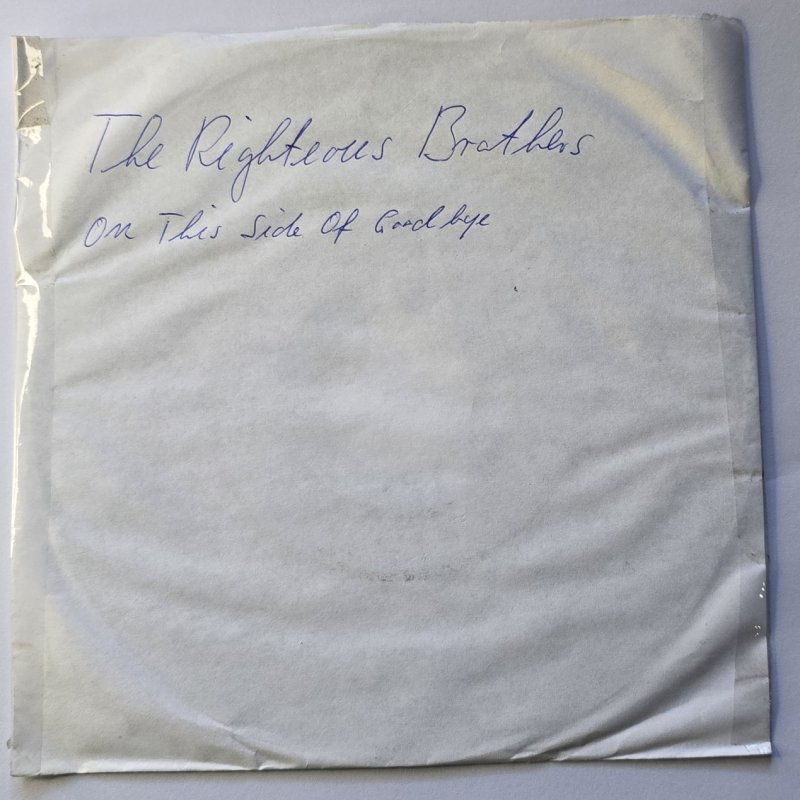 The Righteous Brothers
On This Side Of Goodbye